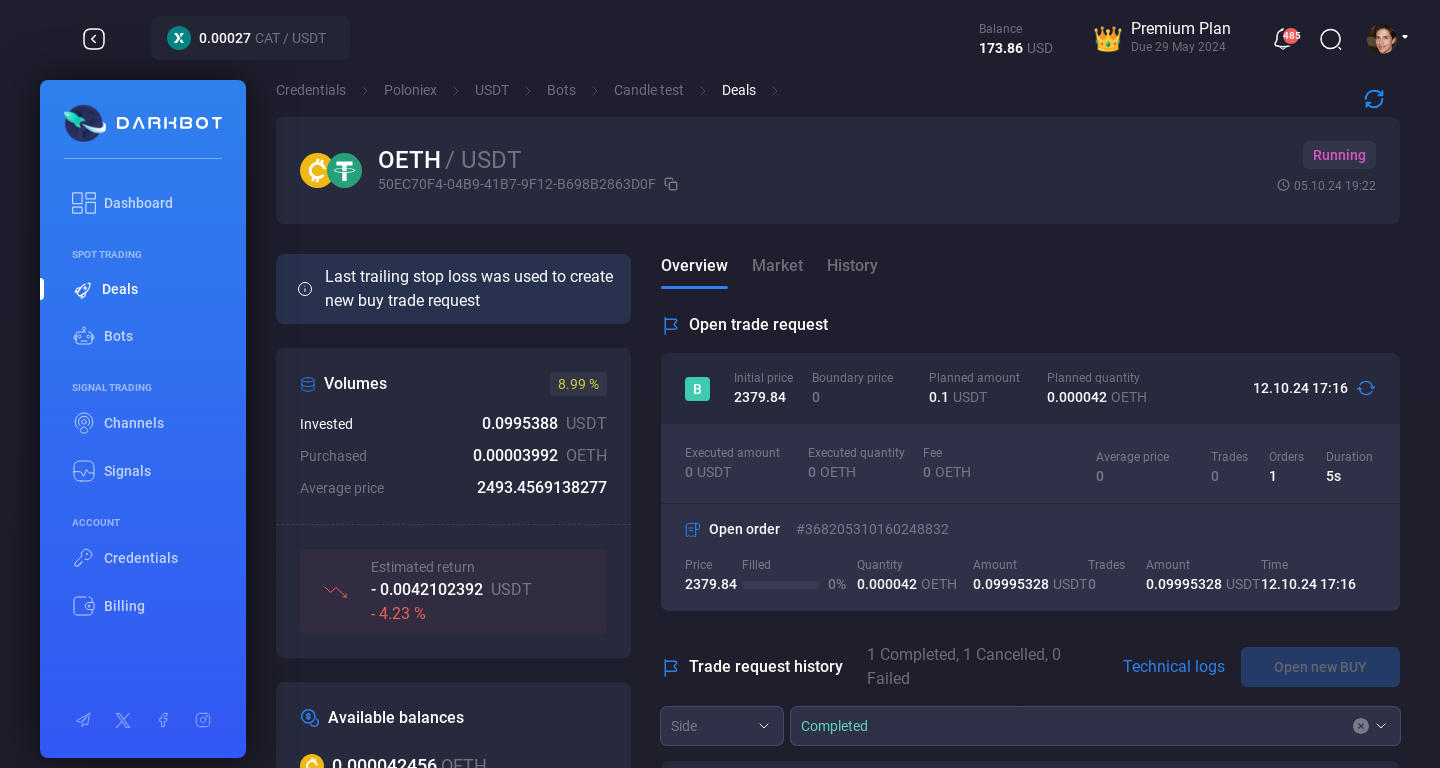 0.00027 CAT / USDT
Balance
173.86 USD
Premium Plan
Due 29 May 2024
485
DARKBOT
Dashboard
SPOT TRADING
Deals
Bots
SIGNAL TRADING
Channels
Signals
ACCOUNT
Credentials
Billing
Credentials > Poloniex > USDT > Bots > Candle test > Deals >
OETH / USDT
50EC70F4-04B9-41B7-9F12-B698B2863D0F
Running
05.10.24 19:22
Last trailing stop loss was used to create
new buy trade request
Volumes 8.99 %
Invested 0.0995388 USDT
Purchased 0.00003992 OETH
Average price 2493.4569138277
Estimated return
- 0.0042102392 USDT
- 4.23 %
Available balances
0.000042456 OETH
Overview Market History
Open trade request
B
Initial price Boundary price Planned amount Planned quantity
2379.84 0 0.1 USDT 0.000042 OETH
12.10.24 17:16
Executed amount Executed quantity Fee Average price Trades Orders Duration
0 USDT 0 OETH 0 OETH 0 0 1 5s
Open order #368205310160248832
Price Filled Quantity Amount Trades Amount Time
2379.84 0% 0.000042 OETH 0.09995328 USDT 0 0.09995328 USDT 12.10.24 17:16
Trade request history
1 Completed, 1 Cancelled, 0
Failed
Technical logs
Open new BUY
Side
Completed